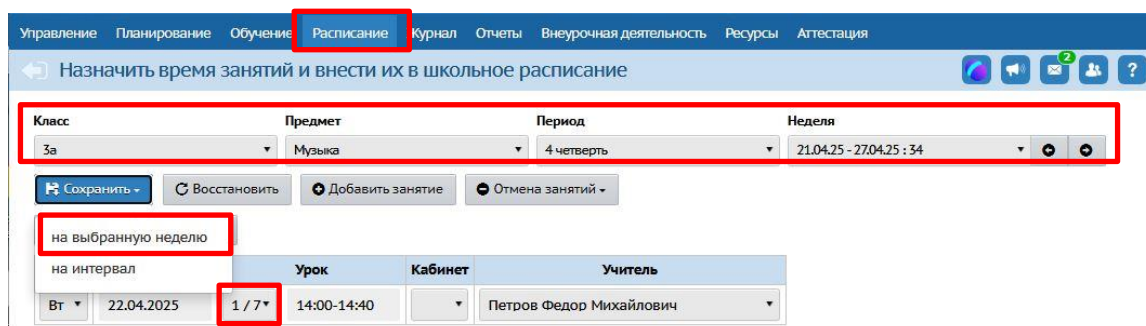 Управление Планирование Обучение Расписание Журнал Отчеты Внеурочная деятельность Ресурсы Аттестация
Назначить время занятий и внести их в школьное расписание 2 ?
Класс Предмет Период Неделя
3а Музыка 4 четверть 21.04.25 - 27.04.25 : 34
Сохранить Восстановить Добавить занятие Отмена занятий
на выбранную неделю
на интервал Урок Кабинет Учитель
Вт 22.04.2025 1 / 7 14:00-14:40 Петров Федор Михайлович